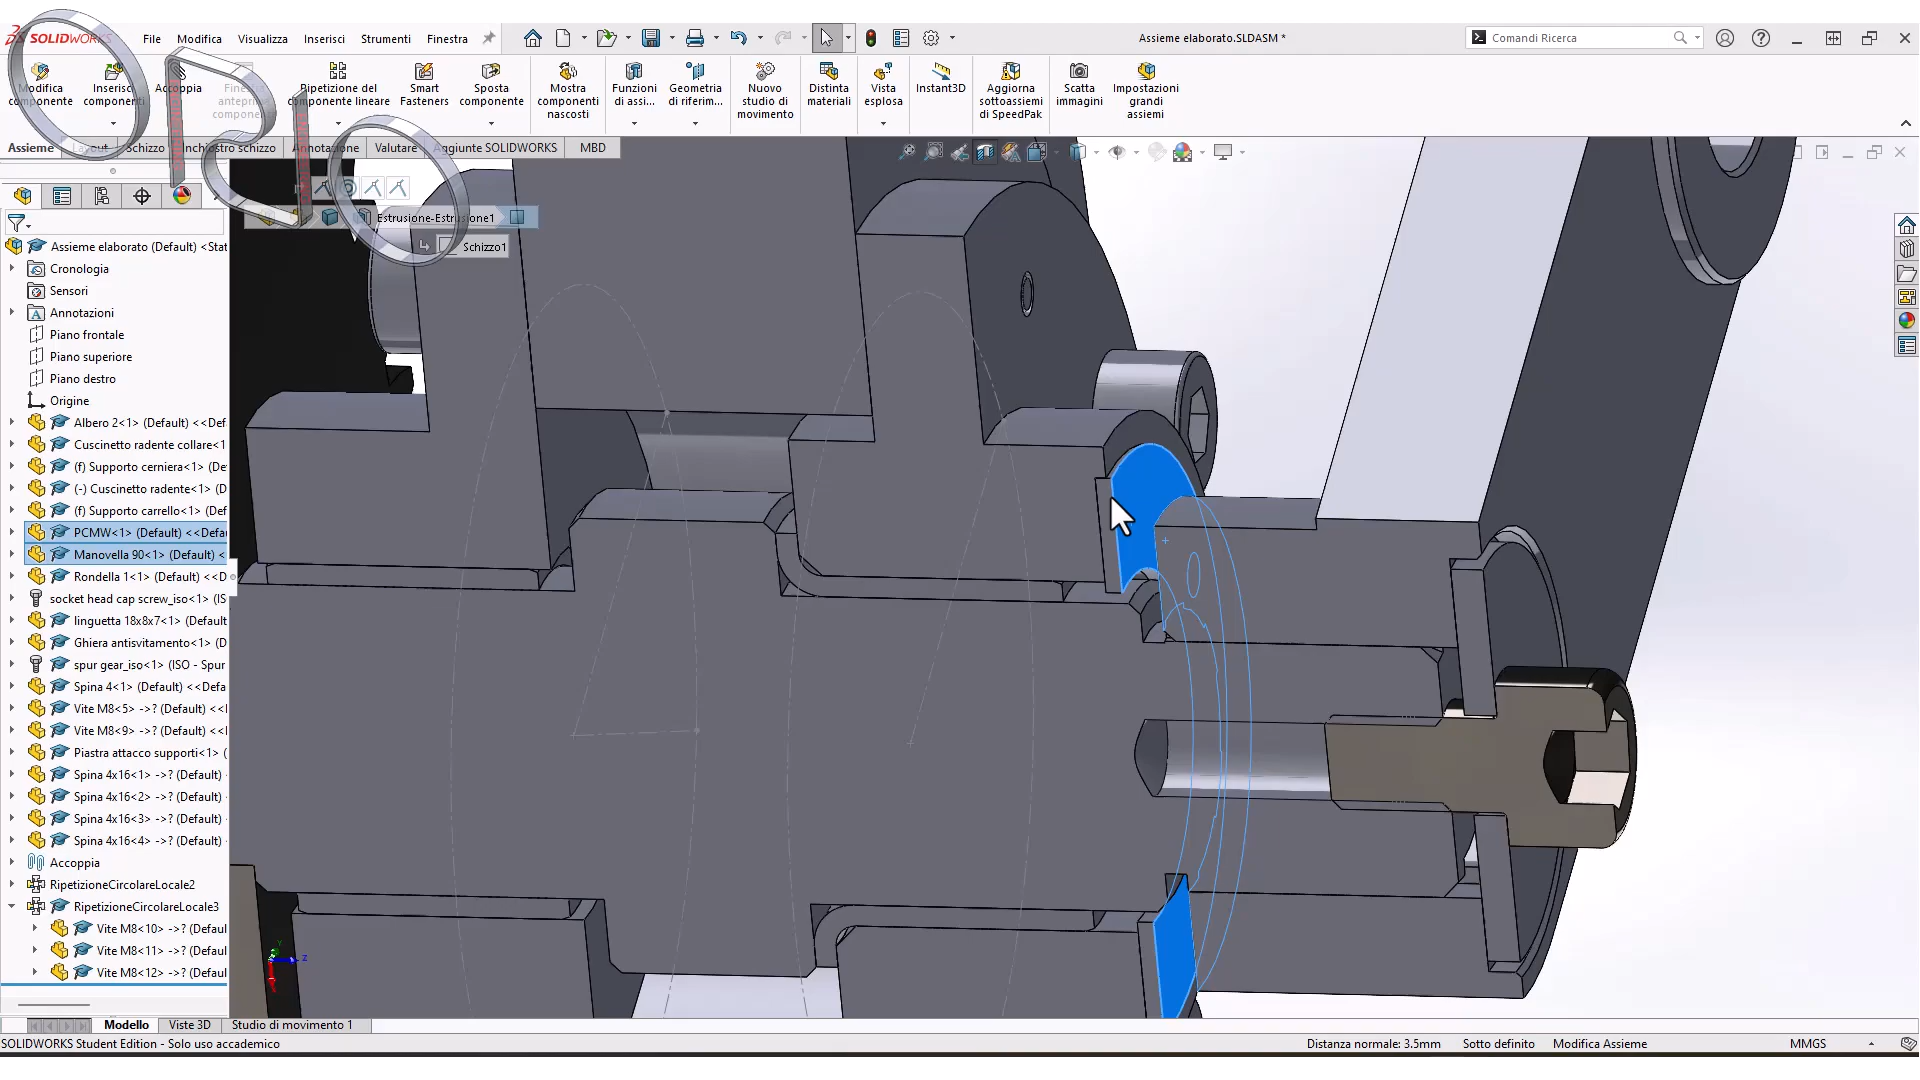 SOLIDWORKS
File Modifica Visualizza Inserisci Strumenti Finestra
Assieme elaborato.SLDASM *
Comandi Ricerca
Modifica componente
Inserisci componenti
Accoppia
Ripetizione del componente lineare
Smart Fasteners
Sposta componente
Mostra componenti nascosti
Funzioni di assi...
Geometria di riferim...
Nuovo studio di movimento
Distinta materiali
Vista esplosa
Instant3D
Aggiorna sottoassiemi di SpeedPak
Scatta immagini
Impostazioni grandi assiemi
Assieme Layout Schizzo Inchiostro schizzo Annotazione Valutare Aggiunte SOLIDWORKS MBD
ORIO
Estrusione-Estrusione1
Schizzo1
Assieme elaborato (Default) <Stat
Cronologia
Sensori
Annotazioni
Piano frontale
Piano superiore
Piano destro
Origine
Albero 2<1> (Default) <<Def
Cuscinetto radente collare<1
(f) Supporto cerniera<1> (De
(-) Cuscinetto radente<1> (D
(f) Supporto carrello<1> (Def
PCMW<1> (Default) <<Defau
Manovella 90<1> (Default) <
Rondella 1<1> (Default) <<D
socket head cap screw_iso<1> (IS
linguetta 18x8x7<1> (Default)
Ghiera antisvitamento<1> (D
spur gear_iso<1> (ISO - Spur
Spina 4<1> (Default) <<Defa
Vite M8<5> ->? (Default) <<I
Vite M8<9> ->? (Default) <<I
Piastra attacco supporti<1> (
Spina 4x16<1> ->? (Default)
Spina 4x16<2> ->? (Default)
Spina 4x16<3> ->? (Default)
Spina 4x16<4> ->? (Default)
Accoppia
RipetizioneCircolareLocale2
RipetizioneCircolareLocale3
Vite M8<10> ->? (Defaul
Vite M8<11> ->? (Defaul
Vite M8<12> ->? (Defaul
Y
Z
Modello Viste 3D Studio di movimento 1
SOLIDWORKS Student Edition - Solo uso accademico
Distanza normale: 3.5mm Sotto definito Modifica Assieme MMGS